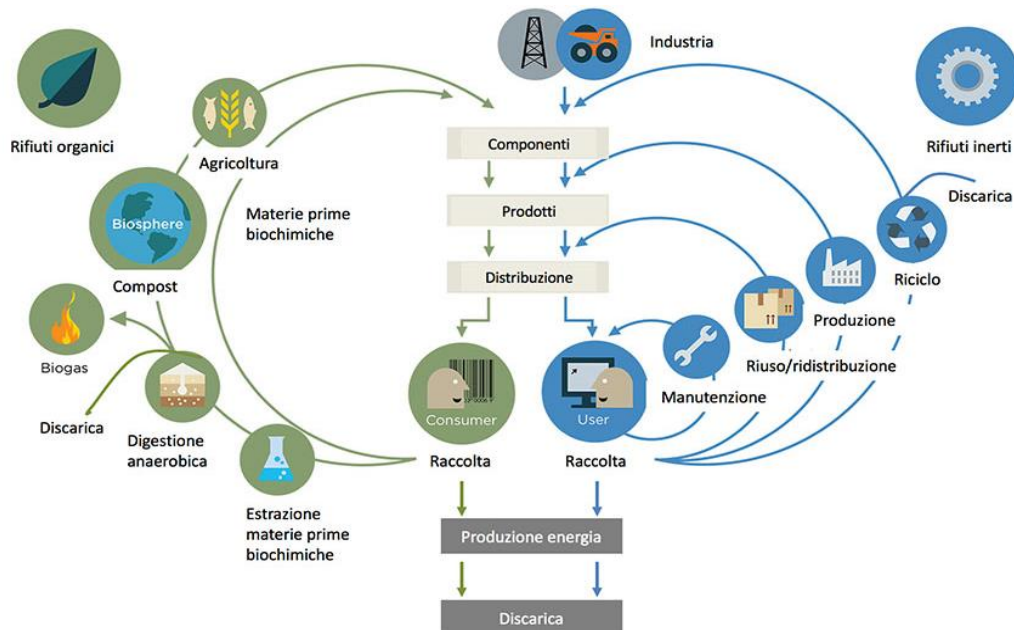 Industria
Rifiuti organici
Agricoltura
Componenti
Rifiuti inerti
Discarica
Materie prime
biochimiche
Prodotti
Biosphere
Compost
Distribuzione
Riciclo
Produzione
Biogas
Riuso/ridistribuzione
Manutenzione
Consumer
User
Discarica
Digestione
anaerobica
Raccolta
Raccolta
Estrazione
materie prime
biochimiche
Produzione energia
Discarica